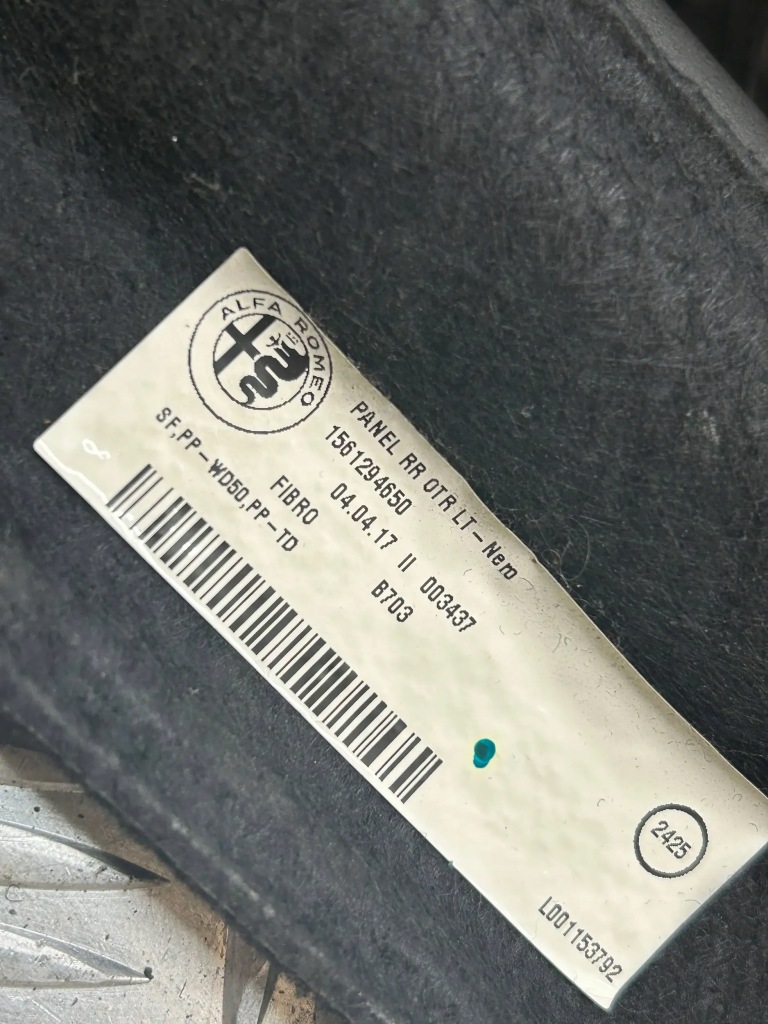 ALFA ROMEO
PANEL RR OTR LT-Nero
1561294650
04.04.17 II 003437
FIBRO B703
SF,PP-WD50,PP-TD
2425
L001153792